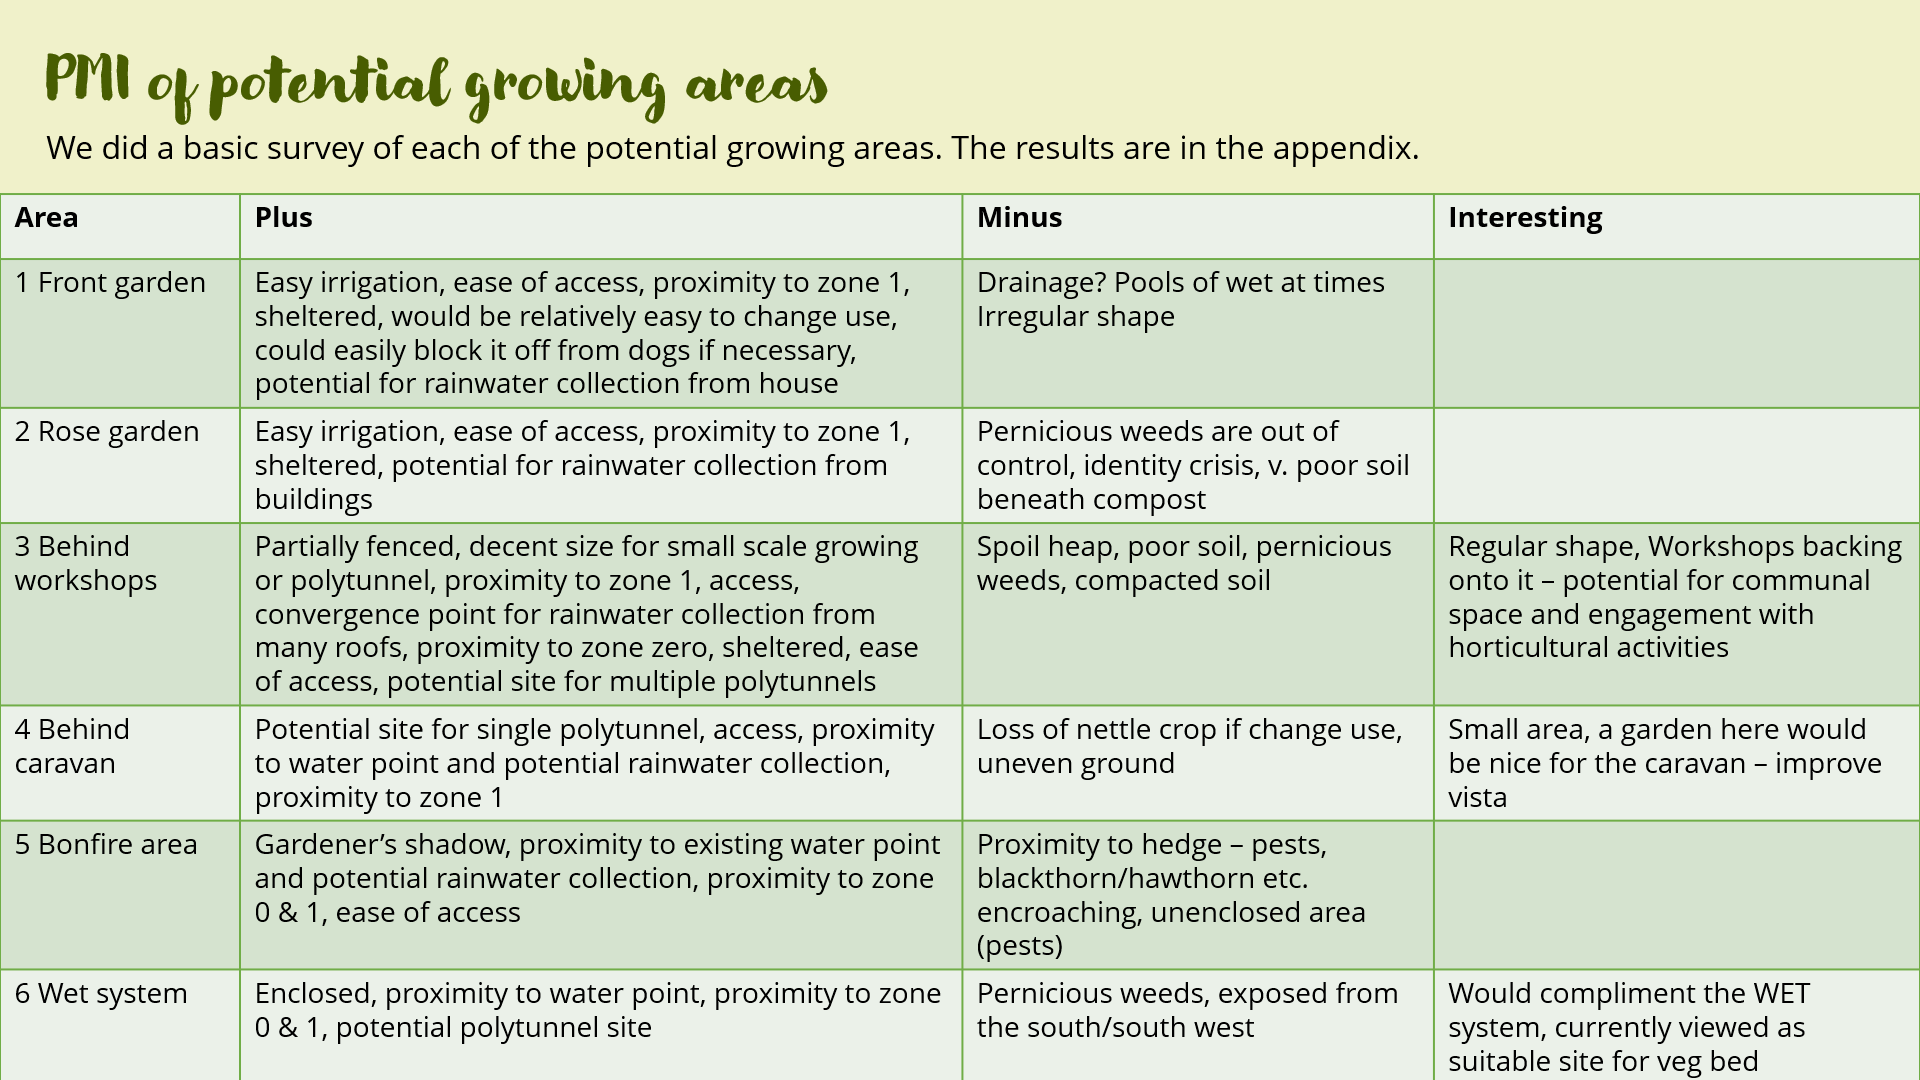 PMI of potential growing areas
We did a basic survey of each of the potential growing areas. The results are in the appendix.
Area
Plus
Minus
Interesting
1 Front garden
Easy irrigation, ease of access, proximity to zone 1,
sheltered, would be relatively easy to change use,
could easily block it off from dogs if necessary,
potential for rainwater collection from house
Drainage? Pools of wet at times
Irregular shape
2 Rose garden
Easy irrigation, ease of access, proximity to zone 1,
sheltered, potential for rainwater collection from
buildings
Pernicious weeds are out of
control, identity crisis, v. poor soil
beneath compost
3 Behind
workshops
Partially fenced, decent size for small scale growing
or polytunnel, proximity to zone 1, access,
convergence point for rainwater collection from
many roofs, proximity to zone zero, sheltered, ease
of access, potential site for multiple polytunnels
Spoil heap, poor soil, pernicious
weeds, compacted soil
Regular shape, Workshops backing
onto it – potential for communal
space and engagement with
horticultural activities
4 Behind
caravan
Potential site for single polytunnel, access, proximity
to water point and potential rainwater collection,
proximity to zone 1
Loss of nettle crop if change use,
uneven ground
Small area, a garden here would
be nice for the caravan – improve
vista
5 Bonfire area
Gardener’s shadow, proximity to existing water point
and potential rainwater collection, proximity to zone
0 & 1, ease of access
Proximity to hedge – pests,
blackthorn/hawthorn etc.
encroaching, unenclosed area
(pests)
6 Wet system
Enclosed, proximity to water point, proximity to zone
0 & 1, potential polytunnel site
Pernicious weeds, exposed from
the south/south west
Would compliment the WET
system, currently viewed as
suitable site for veg bed